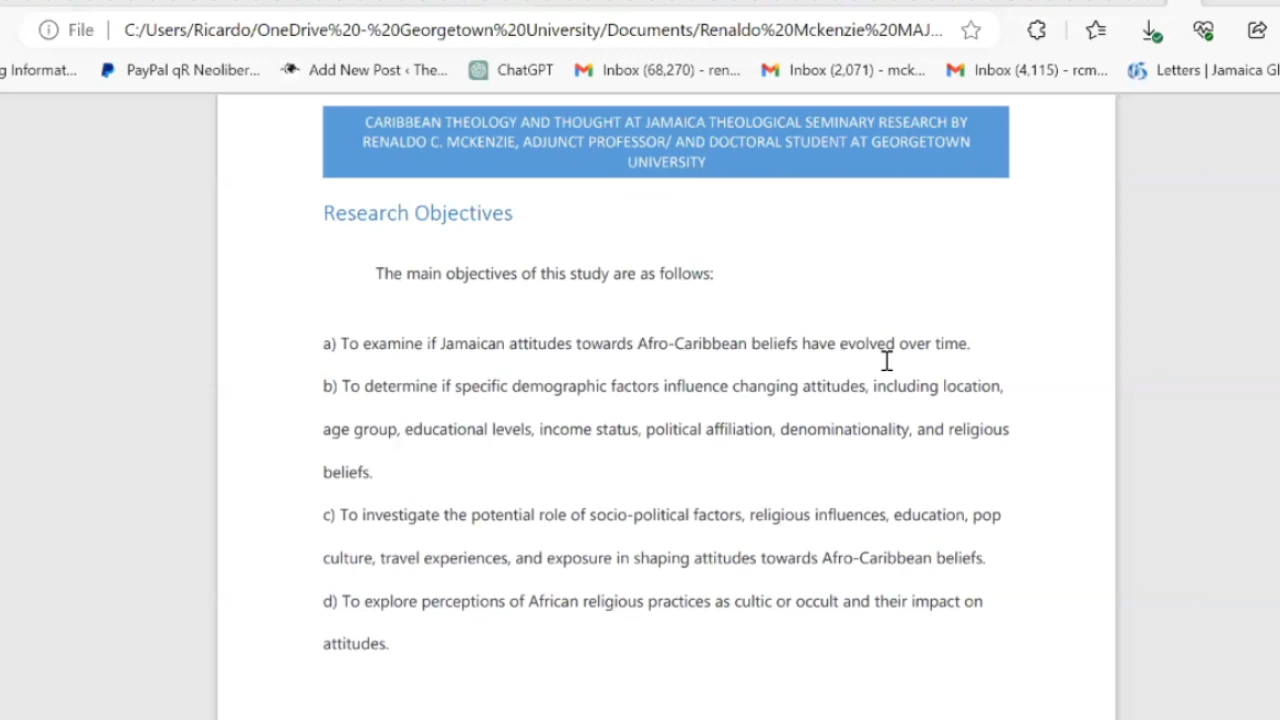 File C:/Users/Ricardo/OneDrive%20-%20Georgetown%20University/Documents/Renaldo%20Mckenzie%20MAJ...
g Informat... PayPal qR Neoliber... Add New Post ‹ The... ChatGPT Inbox (68,270) - ren... Inbox (2,071) - mck... Inbox (4,115) - rcm... Letters | Jamaica Gl
CARIBBEAN THEOLOGY AND THOUGHT AT JAMAICA THEOLOGICAL SEMINARY RESEARCH BY
RENALDO C. MCKENZIE, ADJUNCT PROFESSOR/ AND DOCTORAL STUDENT AT GEORGETOWN
UNIVERSITY
Research Objectives
The main objectives of this study are as follows:
a) To examine if Jamaican attitudes towards Afro-Caribbean beliefs have evolved over time.
b) To determine if specific demographic factors influence changing attitudes, including location,
age group, educational levels, income status, political affiliation, denominationality, and religious
beliefs.
c) To investigate the potential role of socio-political factors, religious influences, education, pop
culture, travel experiences, and exposure in shaping attitudes towards Afro-Caribbean beliefs.
d) To explore perceptions of African religious practices as cultic or occult and their impact on
attitudes.